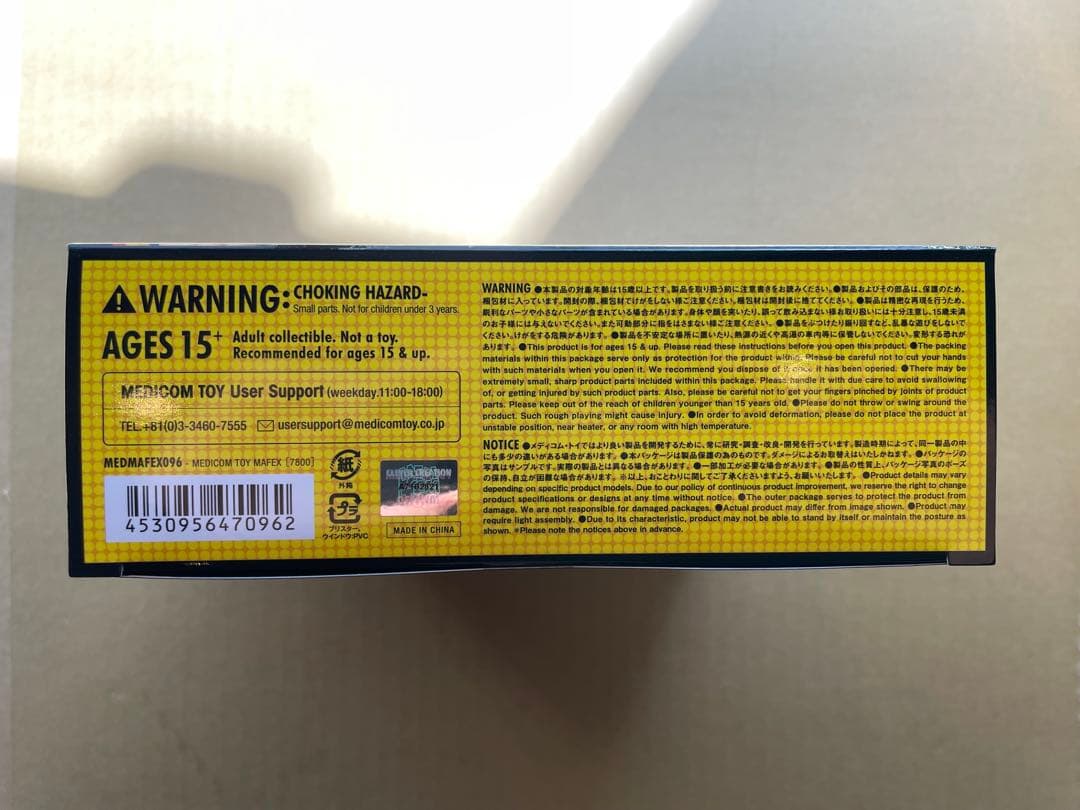 WARNING: CHOKING HAZARD-
Small parts. Not for children under 3 years.
AGES 15+ Adult collectible. Not a toy.
Recommended for ages 15 & up.
MEDICOM TOY User Support (weekday.11:00-18:00)
TEL.+81(0)3-3460-7555 usersupport@medicomtoy.co.jp
MEDMAFEX096 - MEDICOM TOY MAFEX [7800]
4530956470962
紙
外箱
プラ
ブリスター、
ウインドウ:PVC
MADE IN CHINA
WARNING ●本製品の対象年齢は15歳以上です。製品を取り扱う前に注意書きをお読みください。●製品およびその部品は、保護のため、
梱包材に入っています。開封の際、梱包材でけがをしない様ご注意ください。梱包材は開封後に捨ててください。●製品は精密な再現を行うため、
鋭利なパーツや小さなパーツが含まれている場合があります。身体や顔を突いたり、誤って飲み込まない様お取り扱いには十分注意し、15歳未満
のお子様には与えないでください。また可動部分に指をはさまない様ご注意ください。●製品をぶつけたり振り回すなど、乱暴な遊びをしないで
ください。けがをする危険があります。●製品を不安定な場所に置いたり、熱源の近くや高温の車内等に保管しないでください。変形する恐れが
あります。●This product is for ages 15 & up. Please read these instructions before you open this product. ●The packing
materials within this package serve only as protection for the product within. Please be careful not to cut your hands
with such materials when you open it. We recommend you dispose of it once it has been opened. ●There may be
extremely small, sharp product parts included within this package. Please handle it with due care to avoid swallowing
of, or getting injured by such product parts. Also, please be careful not to get your fingers pinched by joints of product
parts. Please keep out of the reach of children younger than 15 years old. ●Please do not throw or swing around the
product. Such rough playing might cause injury. ●In order to avoid deformation, please do not place the product at
unstable position, near heater, or any room with high temperature.
NOTICE ●メディコム・トイではより良い製品を開発するために、常に研究・調査・改良・開発を行っています。製造時期によって、同一製品の中
にも多少の違いがある場合があります。●本パッケージは製品保護の為のものです。ダメージによるお取替えはいたしかねます。●パッケージの
写真はサンプルです。実際の製品とは異なる場合があります。●一部加工が必要な場合があります。●製品の性質上、パッケージ写真のポーズ
の保持、自立が困難な場合があります。※以上、おことわりに関してご了承くださいますよう、お願いいたします。●Product details may vary
depending on specific product models. Due to our policy of continuous product improvement, we reserve the right to change
product specifications or designs at any time without notice. ●The outer package serves to protect the product from
damage. We are not responsible for damaged packages. ●Actual product may differ from image shown. ●Product may
require light assembly. ●Due to its characteristic, product may not be able to stand by itself or maintain the posture as
shown. ※Please note the notices above in advance.